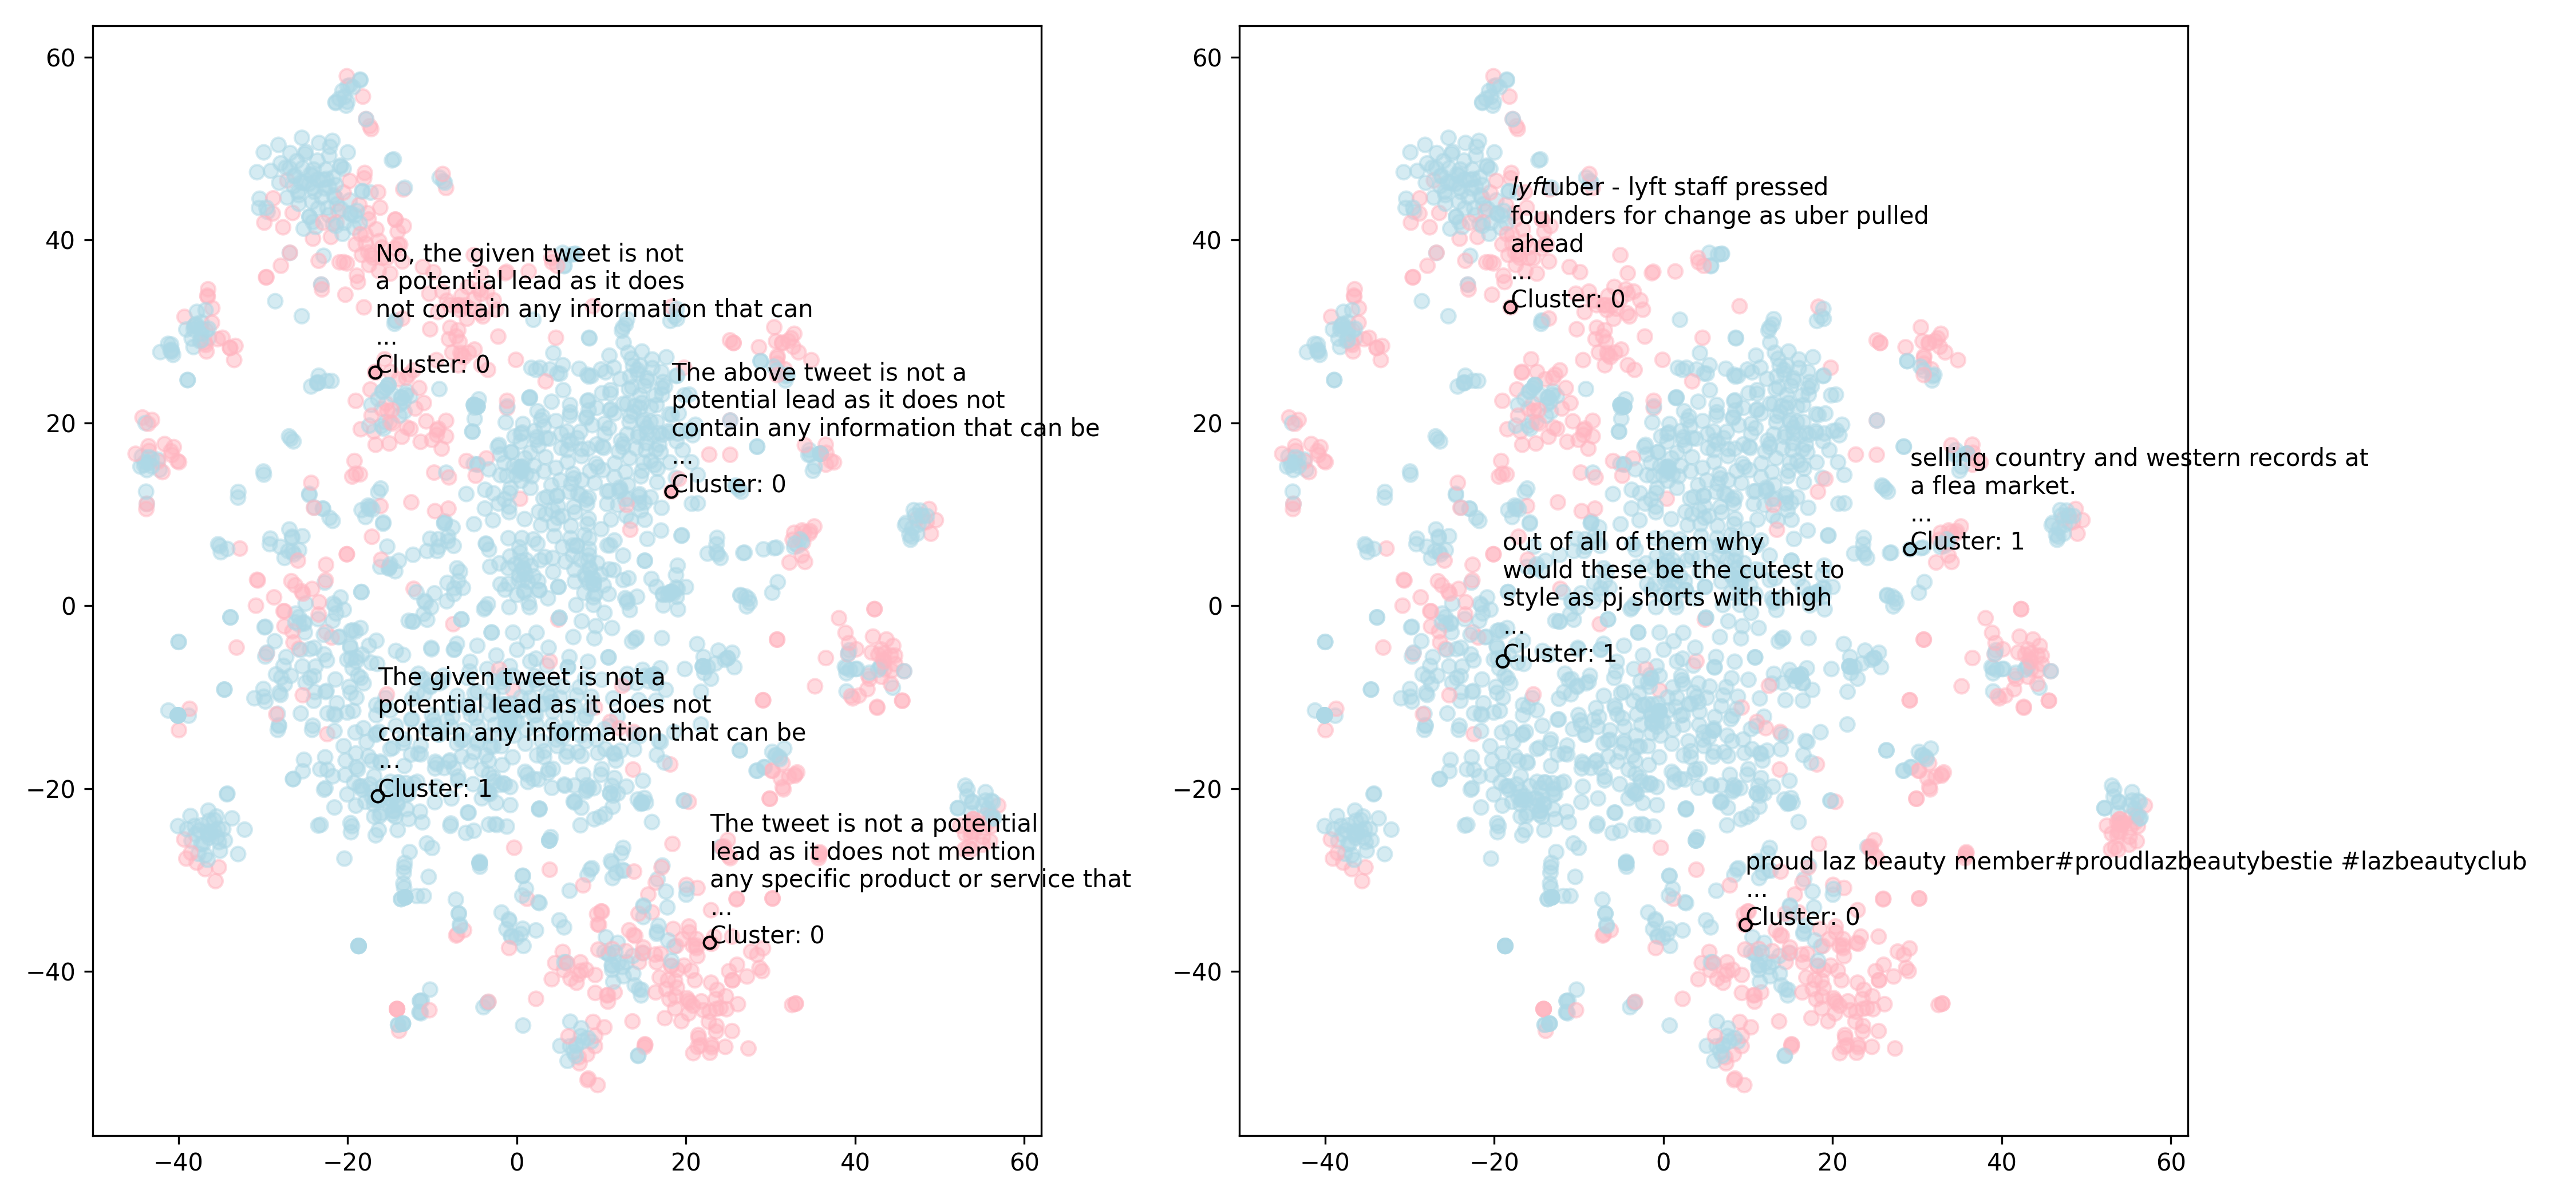 60
40
20
0
−20
−40
−40
−20
0
20
40
60
No, the given tweet is not
a potential lead as it does
not contain any information that can
...
Cluster: 0
The above tweet is not a
potential lead as it does not
contain any information that can be
...
Cluster: 0
The given tweet is not a
potential lead as it does not
contain any information that can be
...
Cluster: 1
The tweet is not a potential
lead as it does not mention
any specific product or service that
...
Cluster: 0
60
40
20
0
−20
−40
−40
−20
0
20
40
60
lyftuber - lyft staff pressed
founders for change as uber pulled
ahead
...
Cluster: 0
selling country and western records at
a flea market.
...
Cluster: 1
out of all of them why
would these be the cutest to
style as pj shorts with thigh
...
Cluster: 1
proud laz beauty member#proudlazbeautybestie #lazbeautyclub
...
Cluster: 0